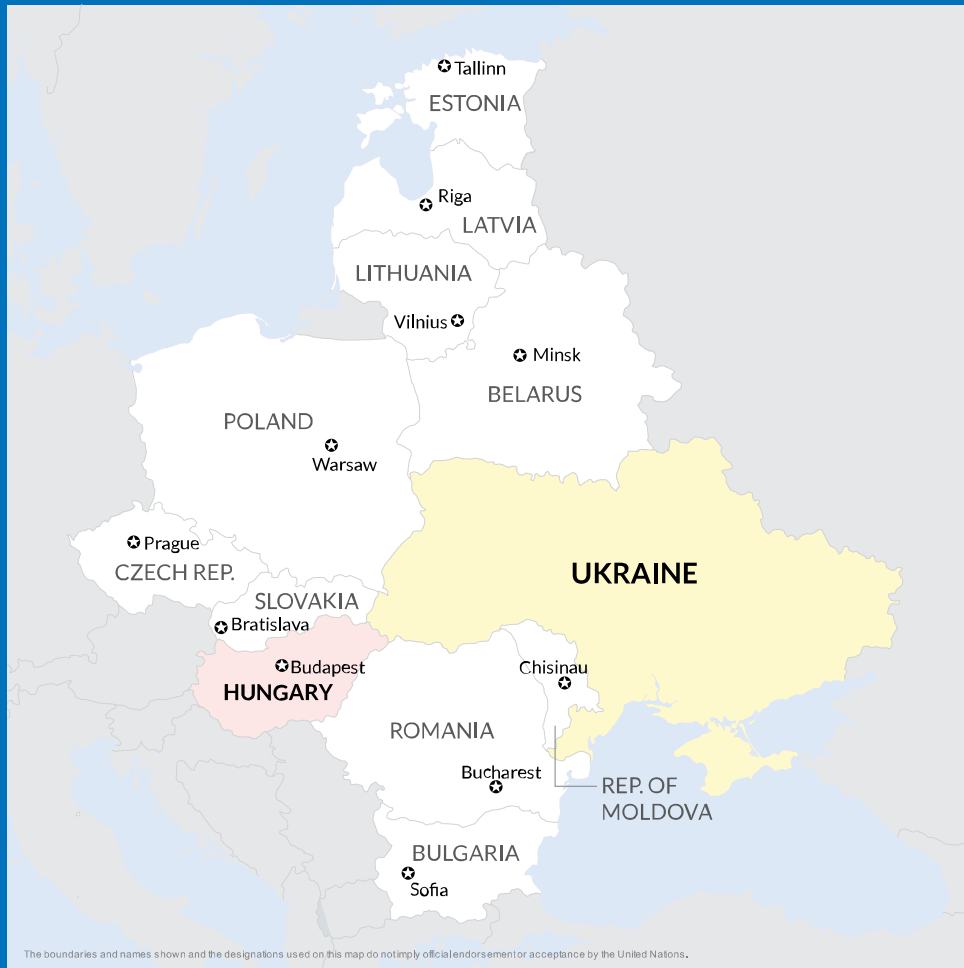 Tallinn
ESTONIA
Riga
LATVIA
LITHUANIA
Vilnius
Minsk
BELARUS
POLAND
Warsaw
Prague
CZECH REP.
UKRAINE
SLOVAKIA
Bratislava
Budapest
HUNGARY
Chisinau
ROMANIA
Bucharest
REP. OF
MOLDOVA
BULGARIA
Sofia
The boundaries and names shown and the designations used on this map do not imply official endorsement or acceptance by the United Nations.